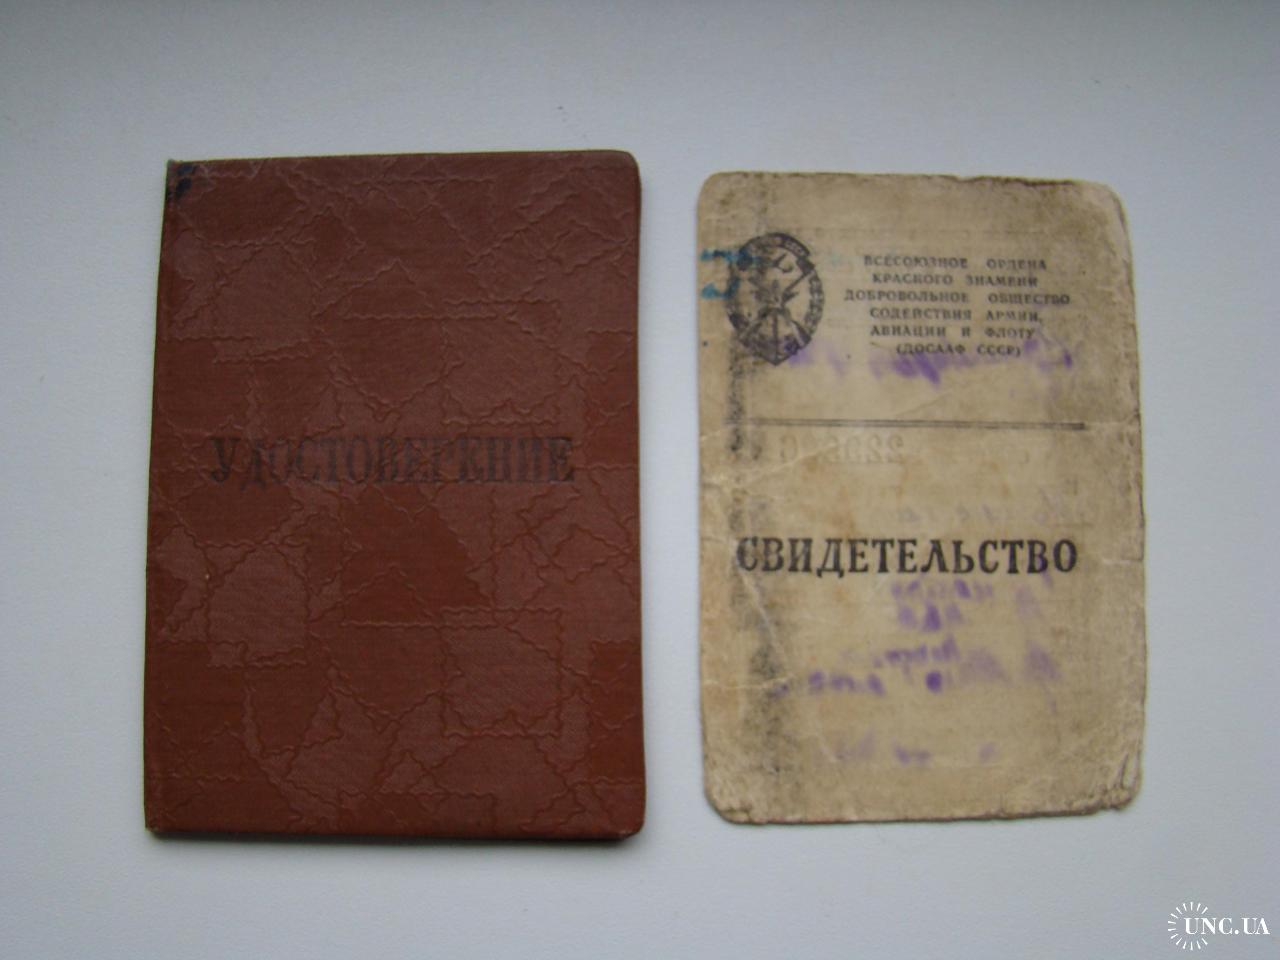 УДОСТОВЕРЕНИЕ
ВСЕСОЮЗНОЕ ОРДЕНА
КРАСНОГО ЗНАМЕНИ
ДОБРОВОЛЬНОЕ ОБЩЕСТВО
СОДЕЙСТВИЯ АРМИИ,
АВИАЦИИ И ФЛОТУ
(ДОСААФ СССР)
СВИДЕТЕЛЬСТВО
UNC.UA